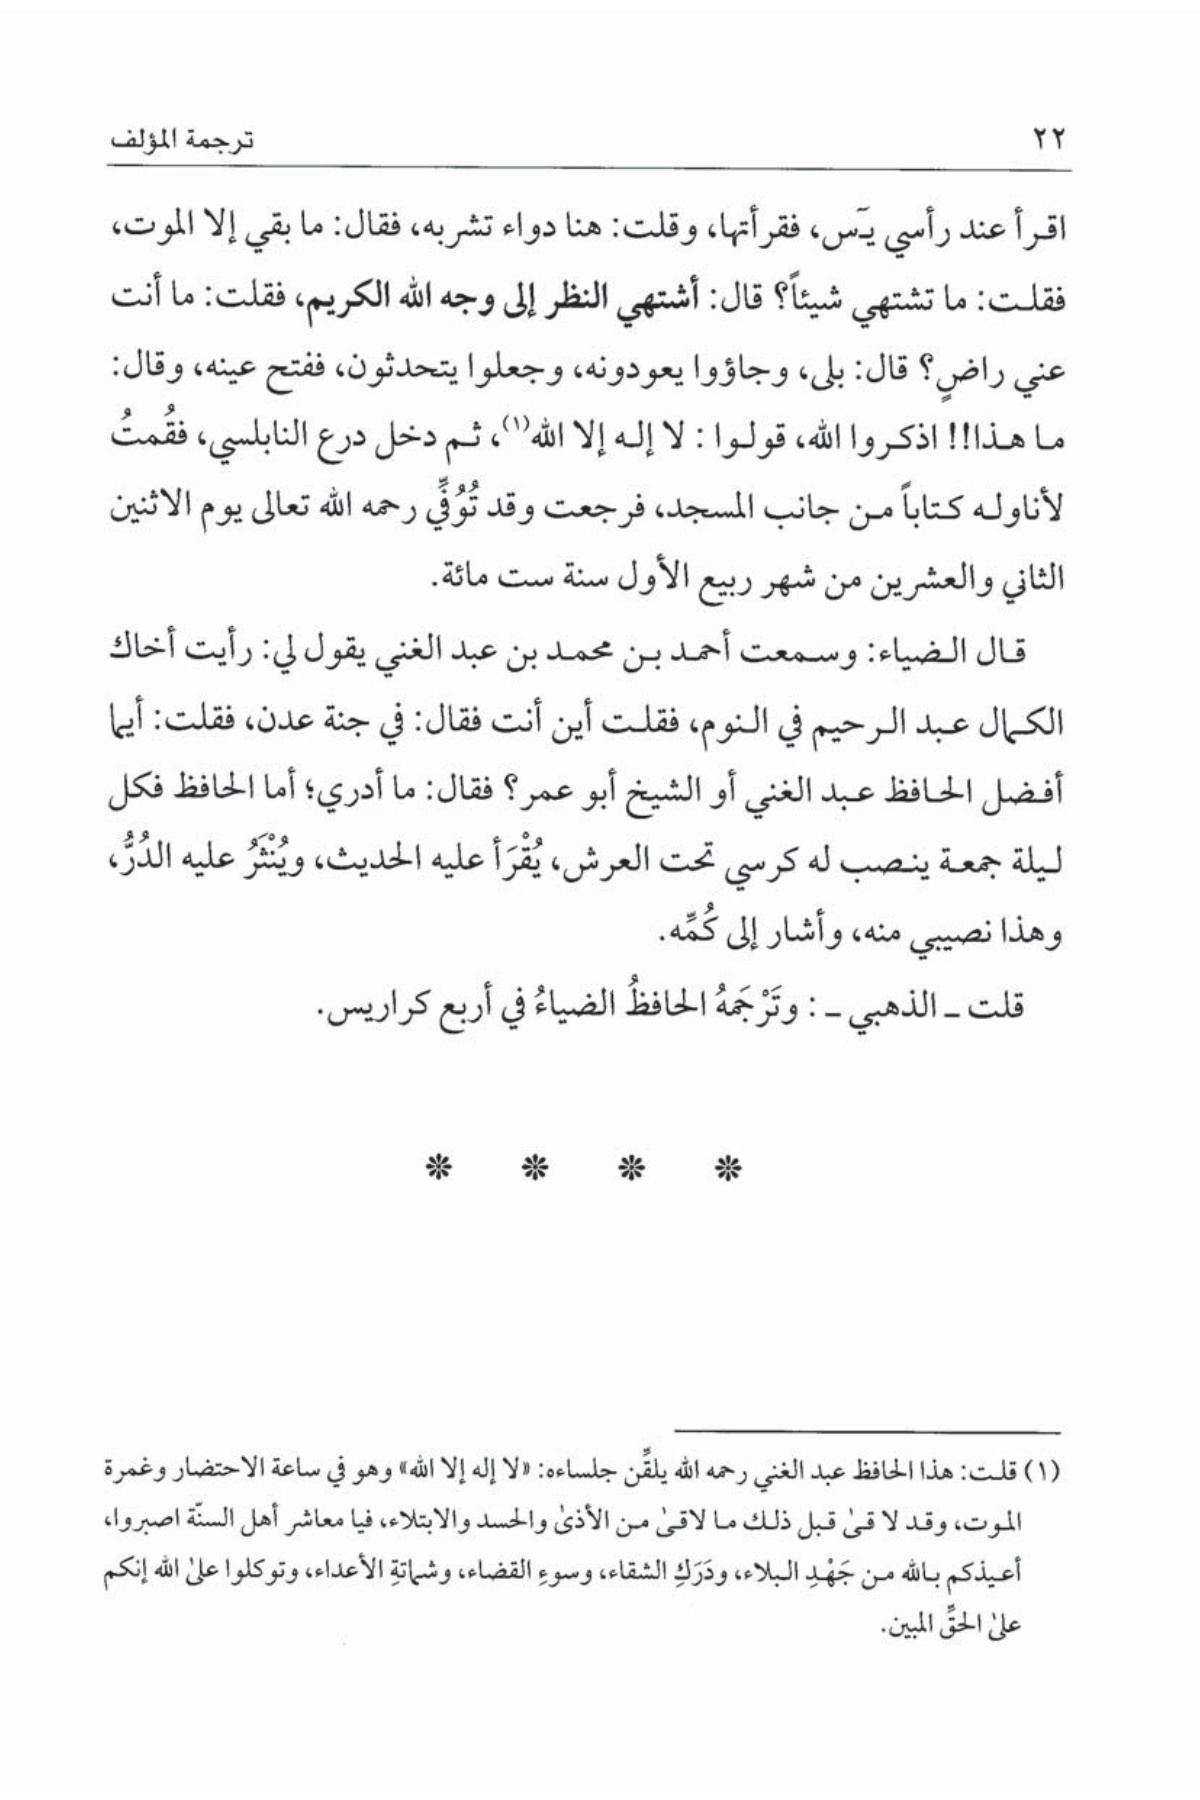 ٢٢
ترجمة المؤلف
اقرأ عند رأسي يـٓس، فقرأتها، وقلت: هنا دواء تشربه، فقال: ما بقي إلا الموت،
فقلت: ما تشتهي شيئاً؟ قال: أشتهي النظر إلى وجه الله الكريم، فقلت: ما أنت
عني راضٍ؟ قال: بلى، وجاؤوا يعودونه، وجعلوا يتحدثون، ففتح عينه، وقال:
ما هذا!! اذكروا الله، قولوا : لا إله إلا الله(١)، ثم دخل درع النابلسي، فقُمتُ
لأناوله كتاباً من جانب المسجد، فرجعت وقد تُوُفِّي رحمه الله تعالى يوم الاثنين
الثاني والعشرين من شهر ربيع الأول سنة ست مائة.
قال الضياء: وسمعت أحمد بن محمد بن عبد الغني يقول لي: رأيت أخاك
الكمال عبد الرحيم في النوم، فقلت أين أنت فقال: في جنة عدن، فقلت: أيما
أفضل الحافظ عبد الغني أو الشيخ أبو عمر؟ فقال: ما أدري؛ أما الحافظ فكل
ليلة جمعة ينصب له كرسي تحت العرش، يُقْرَأ عليه الحديث، ويُنْثَرُ عليه الدُرُّ،
وهذا نصيبي منه، وأشار إلى كُمِّه.
قلت ـ الذهبي ـ : وتَرْجَمَهُ الحافظُ الضياءُ في أربع كراريس.
❊ ❊ ❊ ❊
(١) قلت: هذا الحافظ عبد الغني رحمه الله يلقِّن جلساءه: «لا إله إلا الله» وهو في ساعة الاحتضار وغمرة
الموت، وقد لاقىٰ قبل ذلك ما لاقىٰ من الأذىٰ والحسد والابتلاء، فيا معاشر أهل السنّة اصبروا،
أعيذكم بالله من جَهْدِ البلاء، ودَرَكِ الشقاء، وسوءِ القضاء، وشماتةِ الأعداء، وتوكلوا علىٰ الله إنكم
علىٰ الحقِّ المبين.